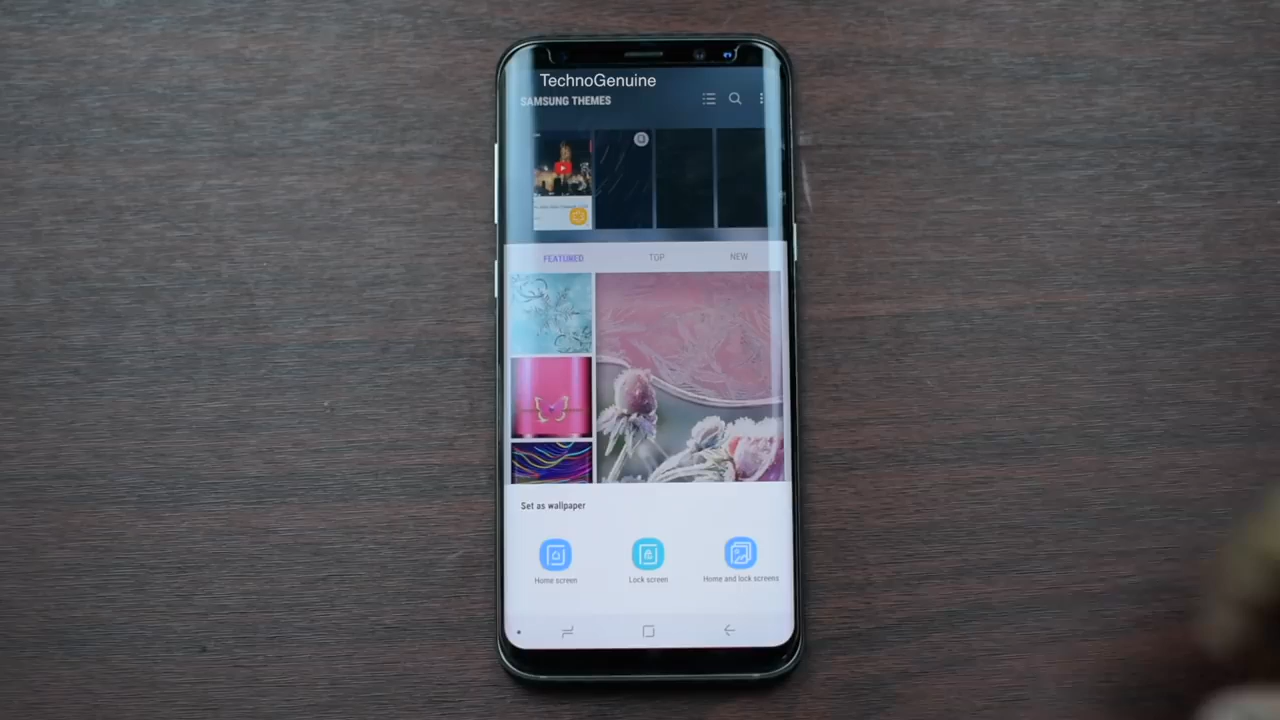 TechnoGenuine
SAMSUNG THEMES
FEATURED
TOP
NEW
Set as wallpaper
Home screen
Lock screen
Home and lock screens